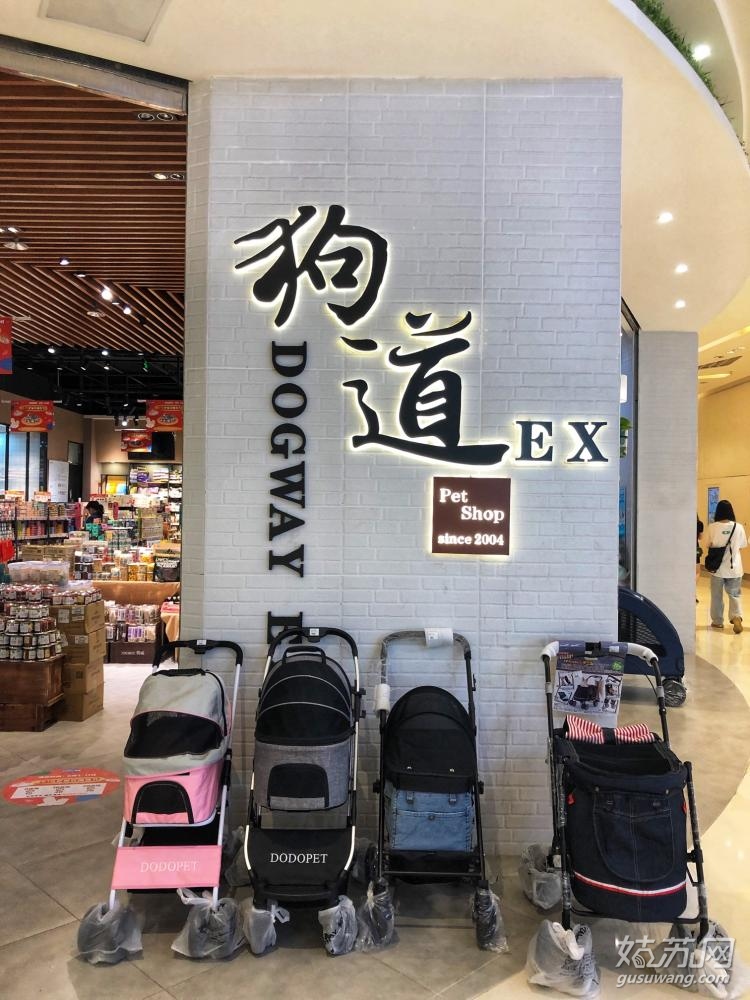 狗
道
EX
DOGWAY E
Pet
Shop
since 2004
DODOPET
DODOPET
姑苏网
gusuwang.com